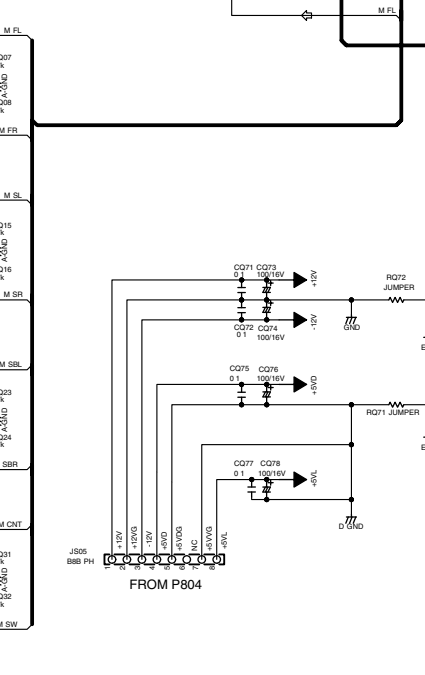 M FL
M FL
Q07
k
A-GND
Q08
k
M FR
M SL
Q15
k
A-GND
Q16
k
M SR
M SBL
Q23
k
A-GND
Q24
k
SBR
M CNT
Q31
k
A-GND
Q32
k
M SW
CQ71 CQ73
0 1 100/16V
+12V
CQ72 CQ74
0 1 100/16V
-12V
GND
RQ72
JUMPER
CQ75 CQ76
0 1 100/16V
+5VD
RQ71 JUMPER
CQ77 CQ78
0 1 100/16V
+5VL
D GND
E
E
+12V
+12VG
-12V
+5VD
+5VDG
NC
+5VVG
+5VL
JS05
B8B PH
1 2 3 4 5 6 7 8
FROM P804